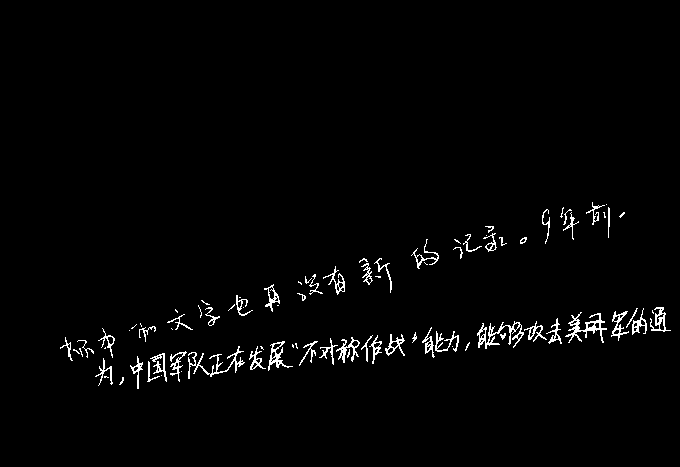 标本和文字也再没有新的记录。9年前.
为,中国军队正在发展“不对称作战”能力,能够攻击美海军的通